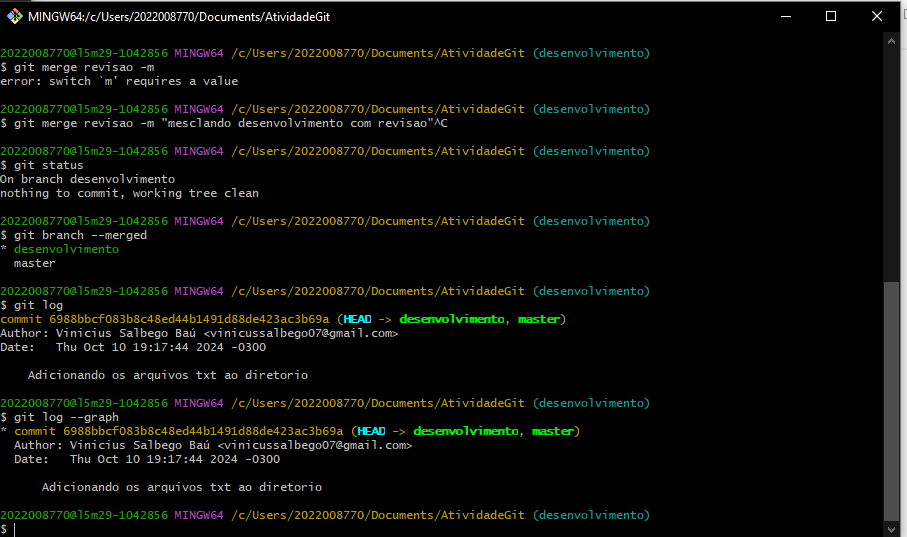 MINGW64:/c/Users/2022008770/Documents/AtividadeGit
2022008770@l5m29-1042856 MINGW64 /c/Users/2022008770/Documents/AtividadeGit (desenvolvimento)
$ git merge revisao -m
error: switch `m' requires a value
2022008770@l5m29-1042856 MINGW64 /c/Users/2022008770/Documents/AtividadeGit (desenvolvimento)
$ git merge revisao -m "mesclando desenvolvimento com revisao"^C
2022008770@l5m29-1042856 MINGW64 /c/Users/2022008770/Documents/AtividadeGit (desenvolvimento)
$ git status
On branch desenvolvimento
nothing to commit, working tree clean
2022008770@l5m29-1042856 MINGW64 /c/Users/2022008770/Documents/AtividadeGit (desenvolvimento)
$ git branch --merged
* desenvolvimento
master
2022008770@l5m29-1042856 MINGW64 /c/Users/2022008770/Documents/AtividadeGit (desenvolvimento)
$ git log
commit 6988bbcf083b8c48ed44b1491d88de423ac3b69a (HEAD -> desenvolvimento, master)
Author: Vinicius Salbego Baú <vinicussalbego07@gmail.com>
Date:   Thu Oct 10 19:17:44 2024 -0300
Adicionando os arquivos txt ao diretorio
2022008770@l5m29-1042856 MINGW64 /c/Users/2022008770/Documents/AtividadeGit (desenvolvimento)
$ git log --graph
* commit 6988bbcf083b8c48ed44b1491d88de423ac3b69a (HEAD -> desenvolvimento, master)
Author: Vinicius Salbego Baú <vinicussalbego07@gmail.com>
Date:   Thu Oct 10 19:17:44 2024 -0300
Adicionando os arquivos txt ao diretorio
2022008770@l5m29-1042856 MINGW64 /c/Users/2022008770/Documents/AtividadeGit (desenvolvimento)
$